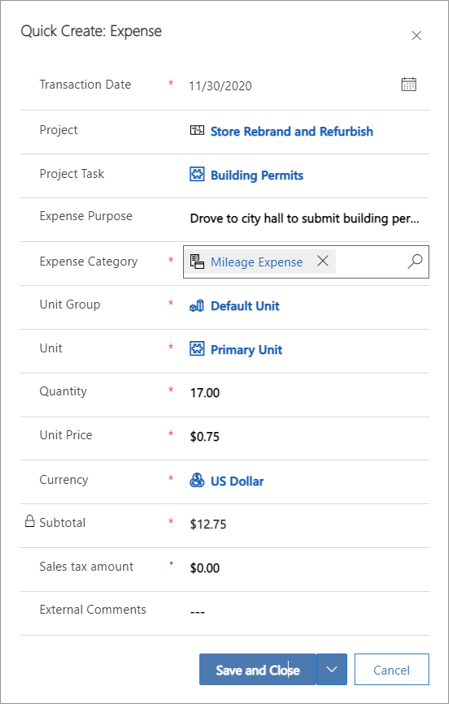 Quick Create: Expense
Transaction Date * 11/30/2020
Project Store Rebrand and Refurbish
Project Task Building Permits
Expense Purpose Drove to city hall to submit building per...
Expense Category * Mileage Expense
Unit Group * Default Unit
Unit * Primary Unit
Quantity * 17.00
Unit Price * $0.75
Currency * US Dollar
Subtotal * $12.75
Sales tax amount * $0.00
External Comments ---
Save and Close Cancel